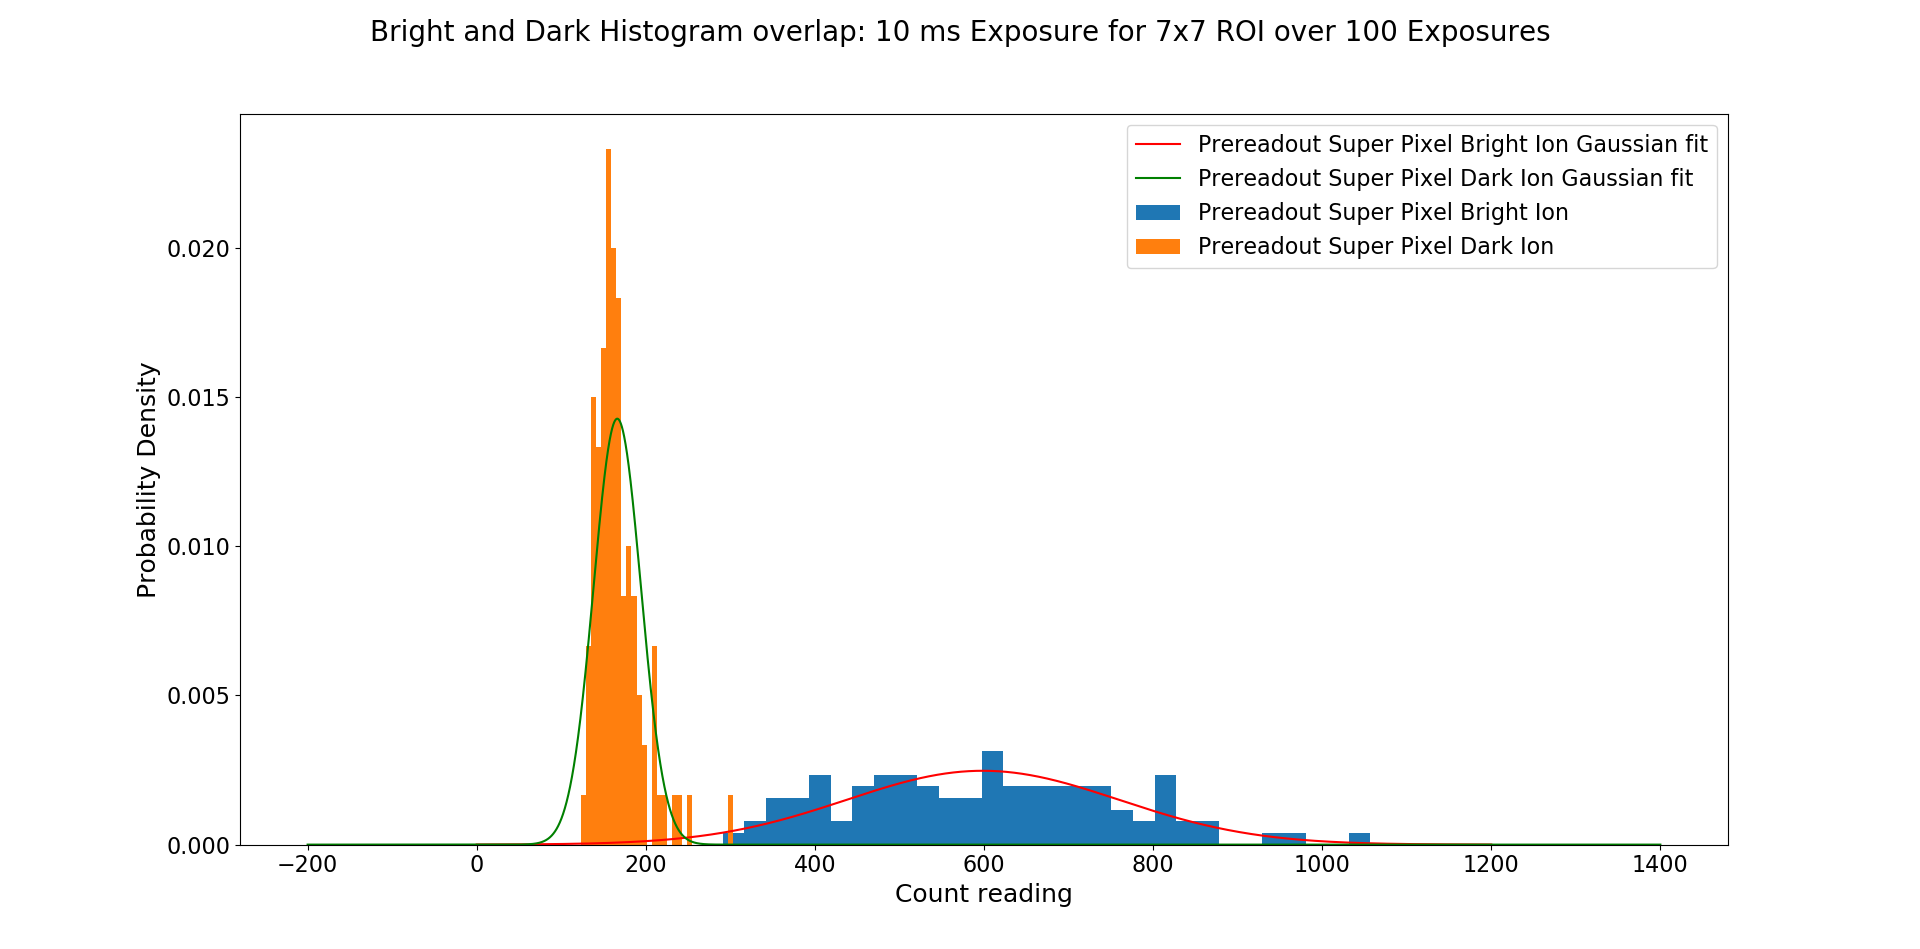 Bright and Dark Histogram overlap: 10 ms Exposure for 7x7 ROI over 100 Exposures
Prereadout Super Pixel Bright Ion Gaussian fit
Prereadout Super Pixel Dark Ion Gaussian fit
Prereadout Super Pixel Bright Ion
Prereadout Super Pixel Dark Ion
Probability Density
0.020
0.015
0.010
0.005
0.000
−200 0 200 400 600 800 1000 1200 1400
Count reading